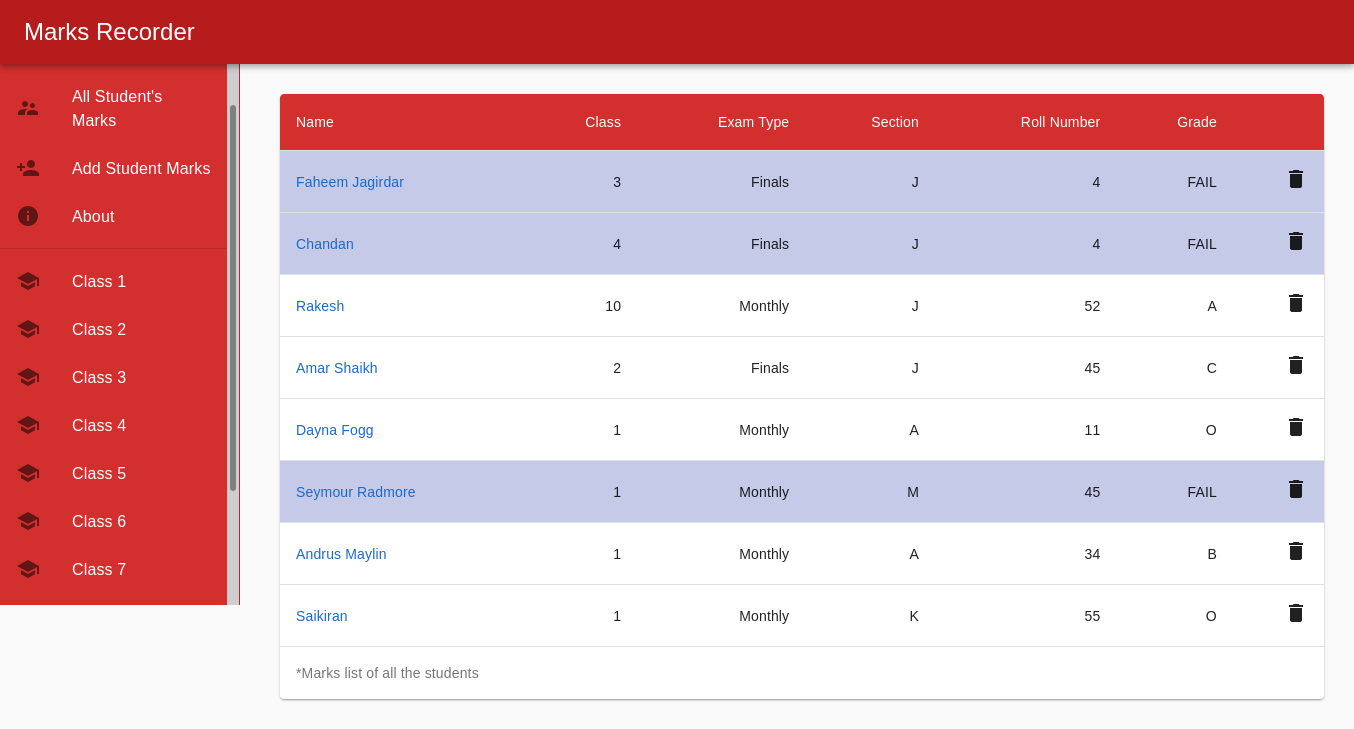 Marks Recorder
All Student's
Marks
Add Student Marks
About
Class 1
Class 2
Class 3
Class 4
Class 5
Class 6
Class 7
Name Class Exam Type Section Roll Number Grade
Faheem Jagirdar 3 Finals J 4 FAIL
Chandan 4 Finals J 4 FAIL
Rakesh 10 Monthly J 52 A
Amar Shaikh 2 Finals J 45 C
Dayna Fogg 1 Monthly A 11 O
Seymour Radmore 1 Monthly M 45 FAIL
Andrus Maylin 1 Monthly A 34 B
Saikiran 1 Monthly K 55 O
*Marks list of all the students